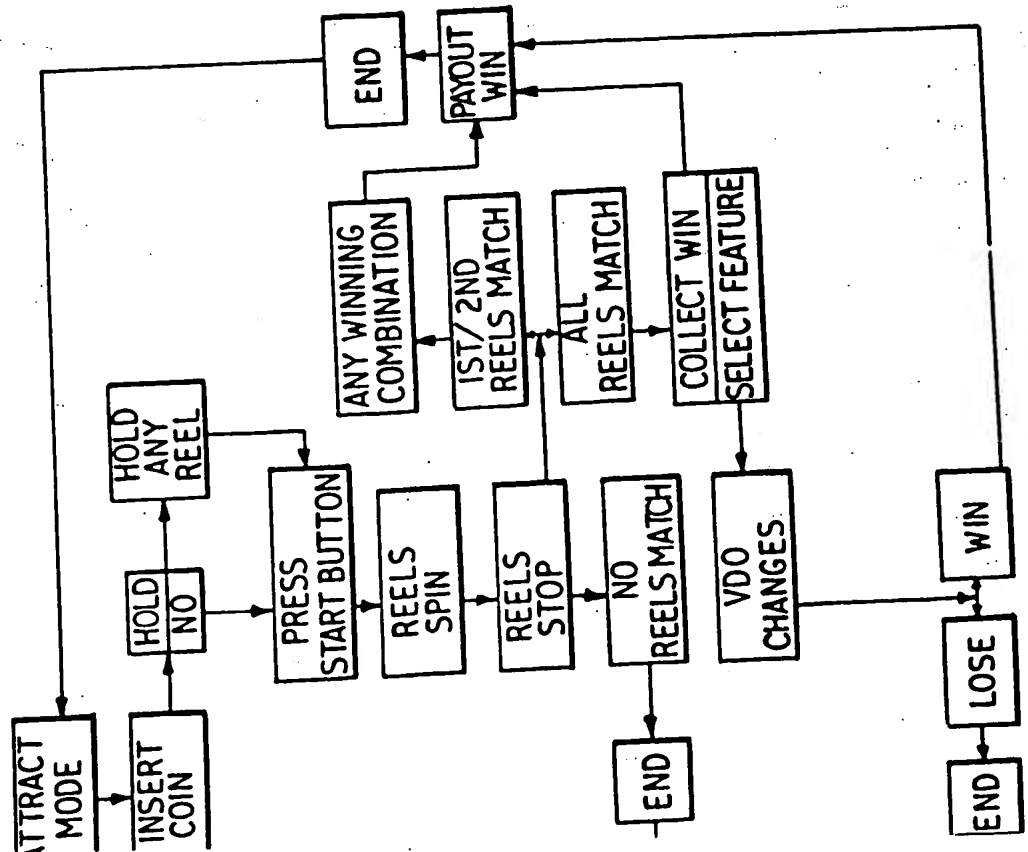 ATTRACT
MODE
INSERT
COIN
HOLD
NO
HOLD
ANY
REEL
PRESS
START BUTTON
REELS
SPIN
REELS
STOP
NO
REELS MATCH
END
ANY WINNING
COMBINATION
1ST/2ND
REELS MATCH
ALL
REELS MATCH
COLLECT WIN
SELECT FEATURE
VDO
CHANGES
END
PAYOUT
WIN
WIN
LOSE
END